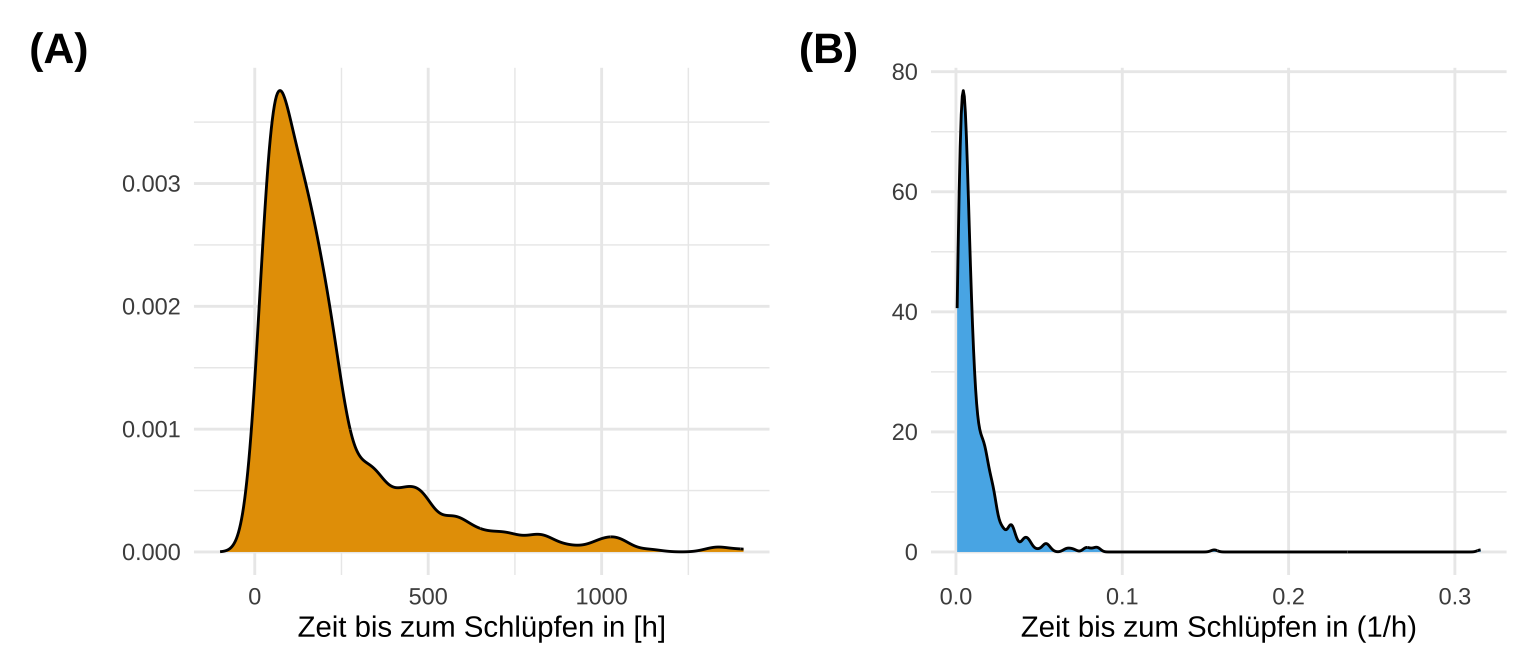 (A)
0.003
0.002
0.001
0.000
0 500 1000
Zeit bis zum Schlüpfen in [h]
(B)
80
60
40
20
0
0.0 0.1 0.2 0.3
Zeit bis zum Schlüpfen in (1/h)